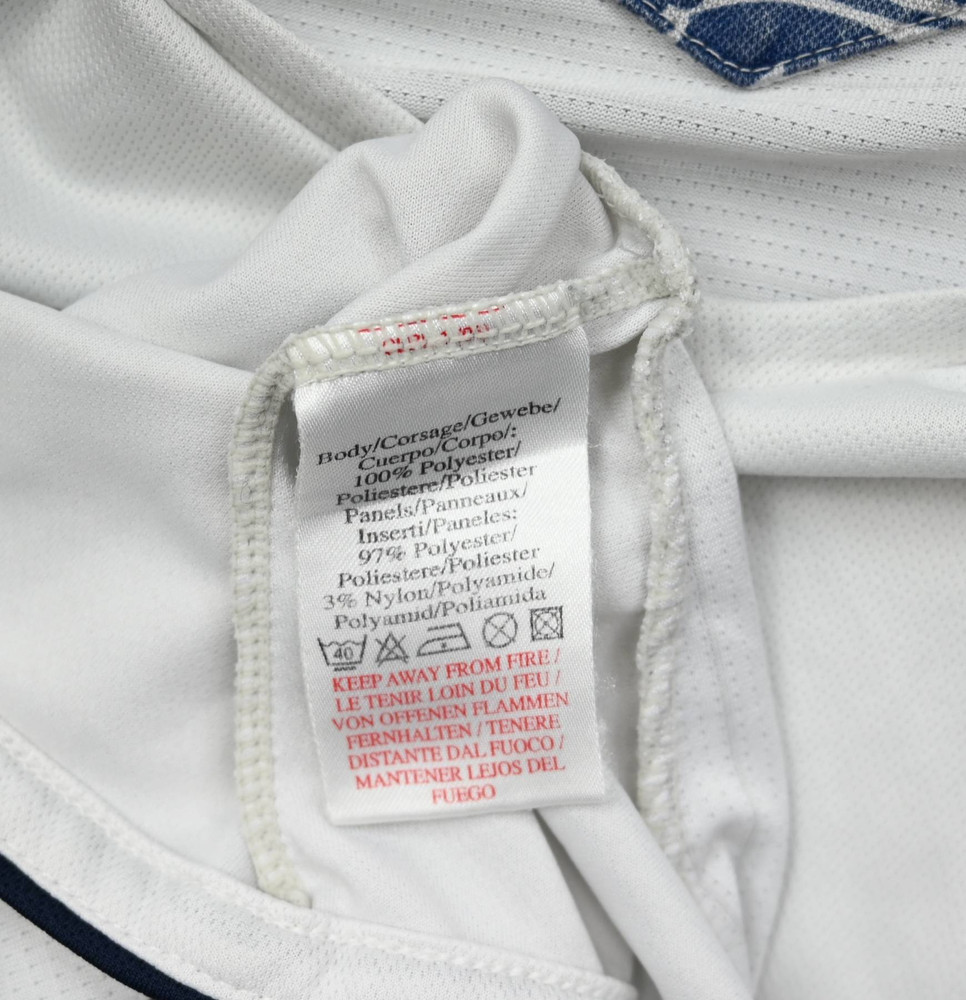 Body/Corsage/Gewebe/
Cuerpo/Corpo/:
100% Polyester/
Poliestere/Poliester
Panels/Panneaux/
Inserti/Paneles:
97% Polyester/
Poliestere/Poliester
3% Nylon/Polyamide/
Polyamid/Poliamida
40
KEEP AWAY FROM FIRE /
LE TENIR LOIN DU FEU /
VON OFFENEN FLAMMEN
FERNHALTEN / TENERE
DISTANTE DAL FUOCO /
MANTENER LEJOS DEL
FUEGO